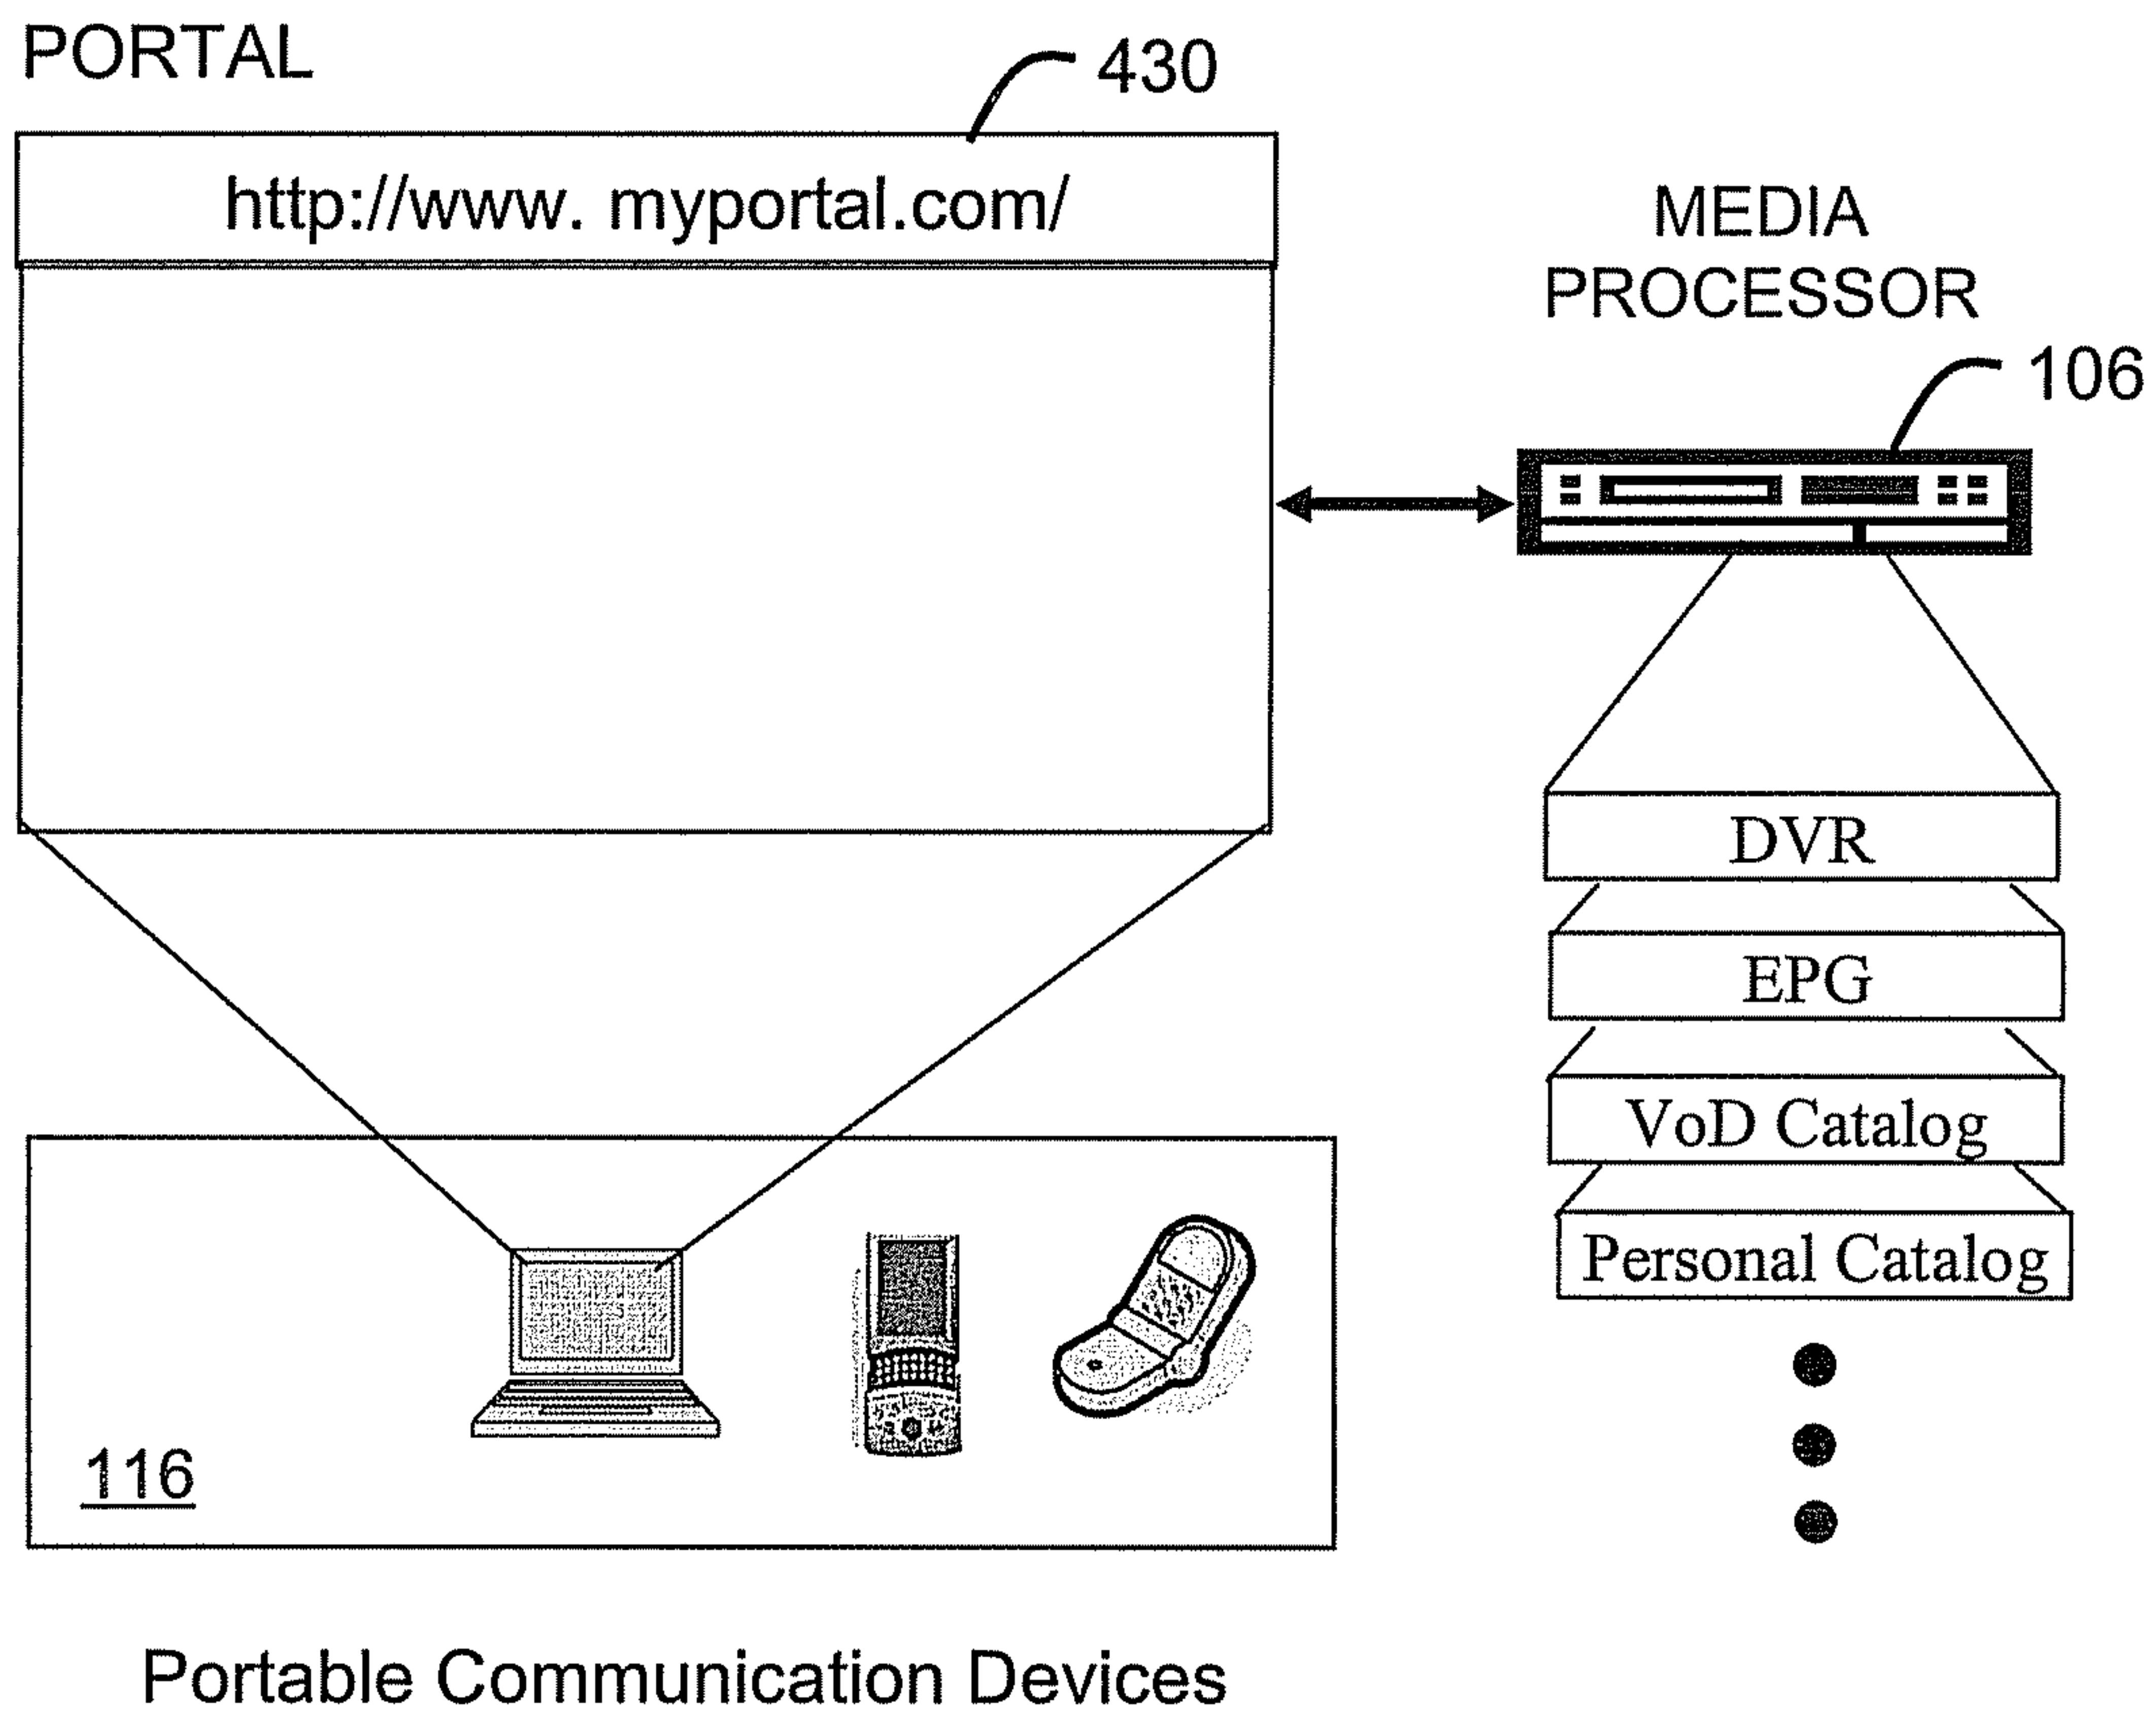 PORTAL
430
http://www. myportal.com/
MEDIA
PROCESSOR
106
DVR
EPG
VoD Catalog
Personal Catalog
116
Portable Communication Devices